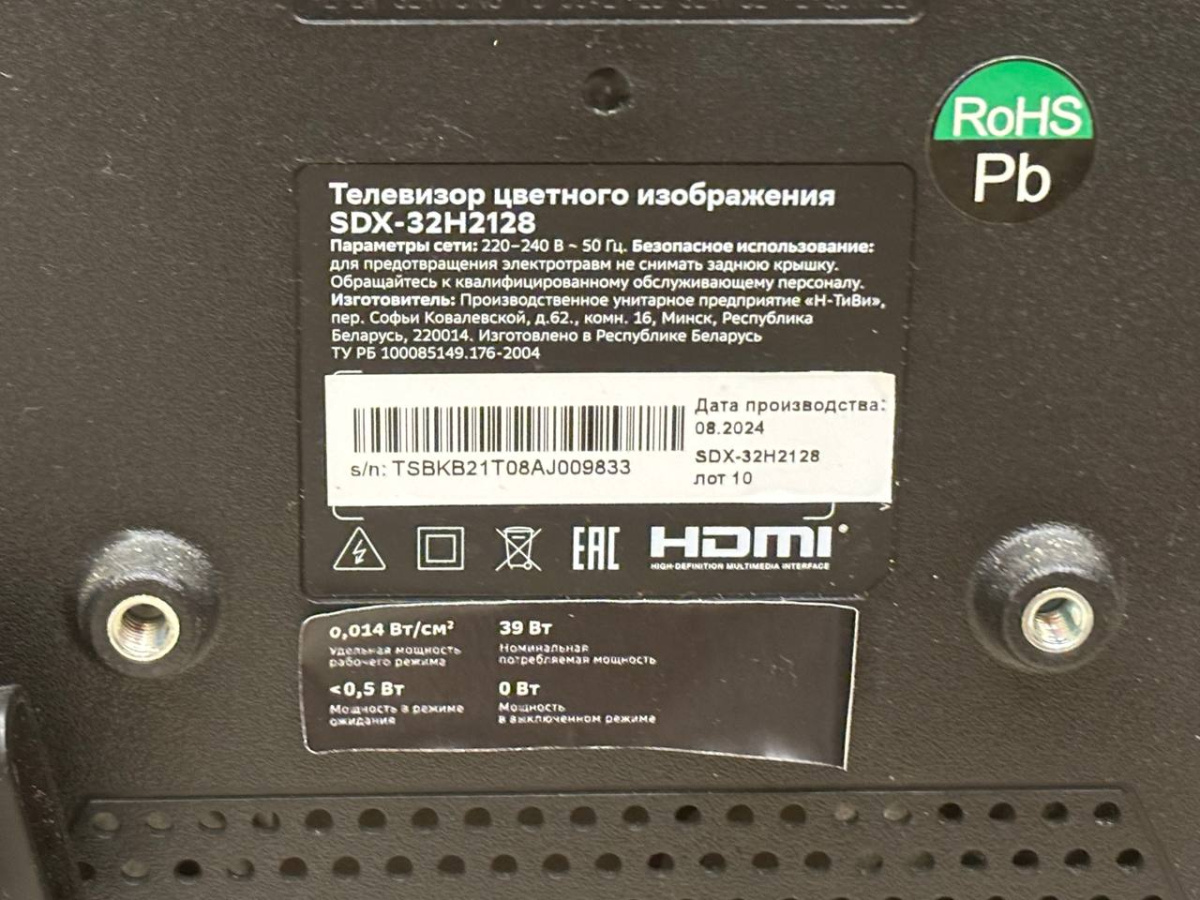 RoHS
Pb
Телевизор цветного изображения
SDX-32H2128
Параметры сети: 220–240 В ~ 50 Гц. Безопасное использование:
для предотвращения электротравм не снимать заднюю крышку.
Обращайтесь к квалифицированному обслуживающему персоналу.
Изготовитель: Производственное унитарное предприятие «Н-ТиВи»,
пер. Софьи Ковалевской, д.62., комн. 16, Минск, Республика
Беларусь, 220014. Изготовлено в Республике Беларусь
ТУ РБ 100085149.176-2004
Дата производства:
08.2024
s/n: TSBKB21T08AJ009833
SDX-32H2128
лот 10
EAC HDMI
HIGH-DEFINITION MULTIMEDIA INTERFACE
0,014 Вт/см² 39 Вт
Удельная мощность Номинальная
рабочего режима потребляемая мощность
<0,5 Вт 0 Вт
Мощность в режиме Мощность
ожидания в выключенном режиме